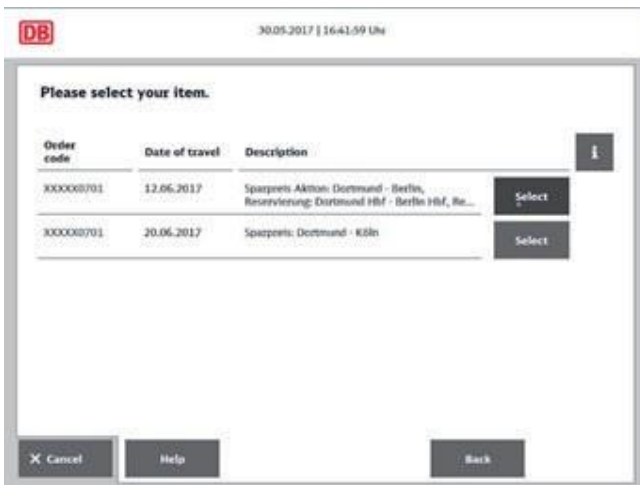 DB
30.05.2017 | 16:41:59 Uhr
Please select your item.
Order code
Date of travel
Description
i
XXXXX0701
12.06.2017
Sparpreis Aktion: Dortmund - Berlin,
Reservierung: Dortmund Hbf - Berlin Hbf, Re...
Select
XXXXX0701
20.06.2017
Sparpreis: Dortmund - Köln
Select
X Cancel
Help
Back